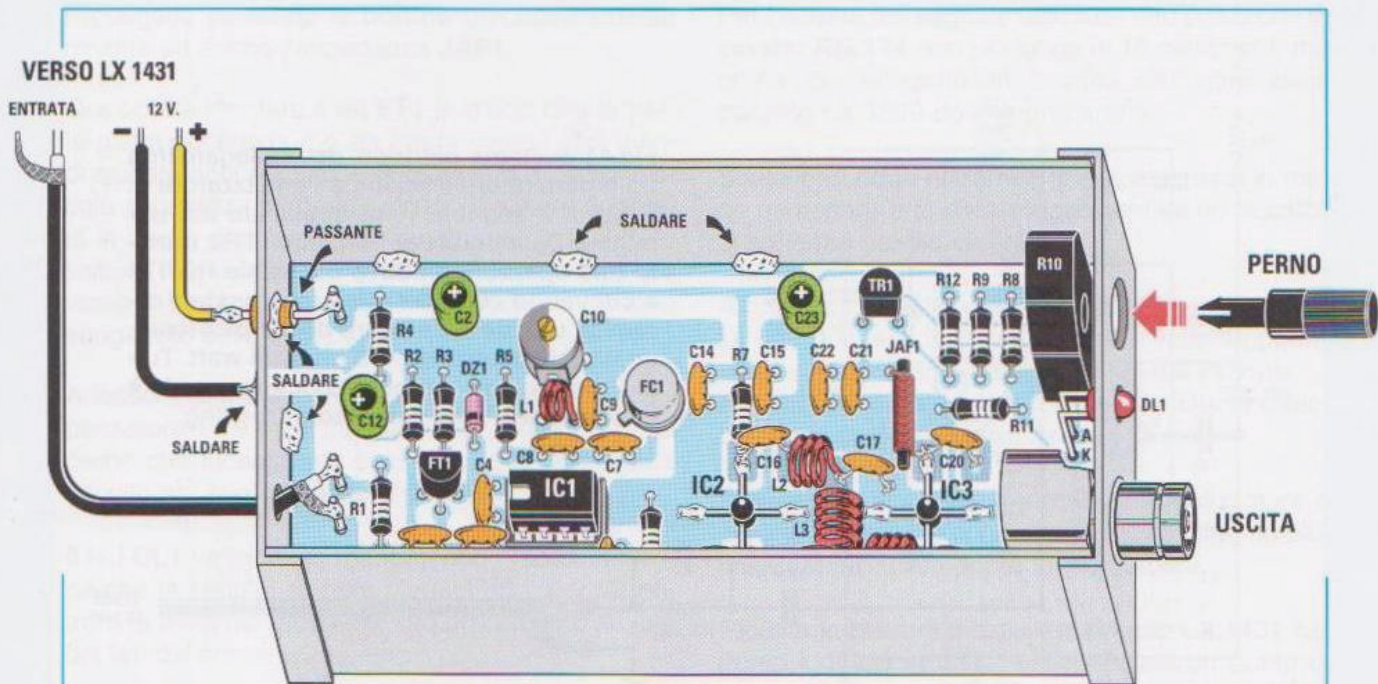 VERSO LX 1431
ENTRATA
- 12 V. +
PASSANTE
SALDARE
PERNO
R10
TR1
R12 R9 R8
C2
C10
C23
R4
R2 R3 DZ1 R5
C14 R7 C15 C22 C21 JAF1
FC1
L1 C9
SALDARE
C12
SALDARE
DL1
R11
A
K
C8 C7
C16
L2
C17
C20
FT1
C4
IC1
IC2
IC3
R1
L3
USCITA